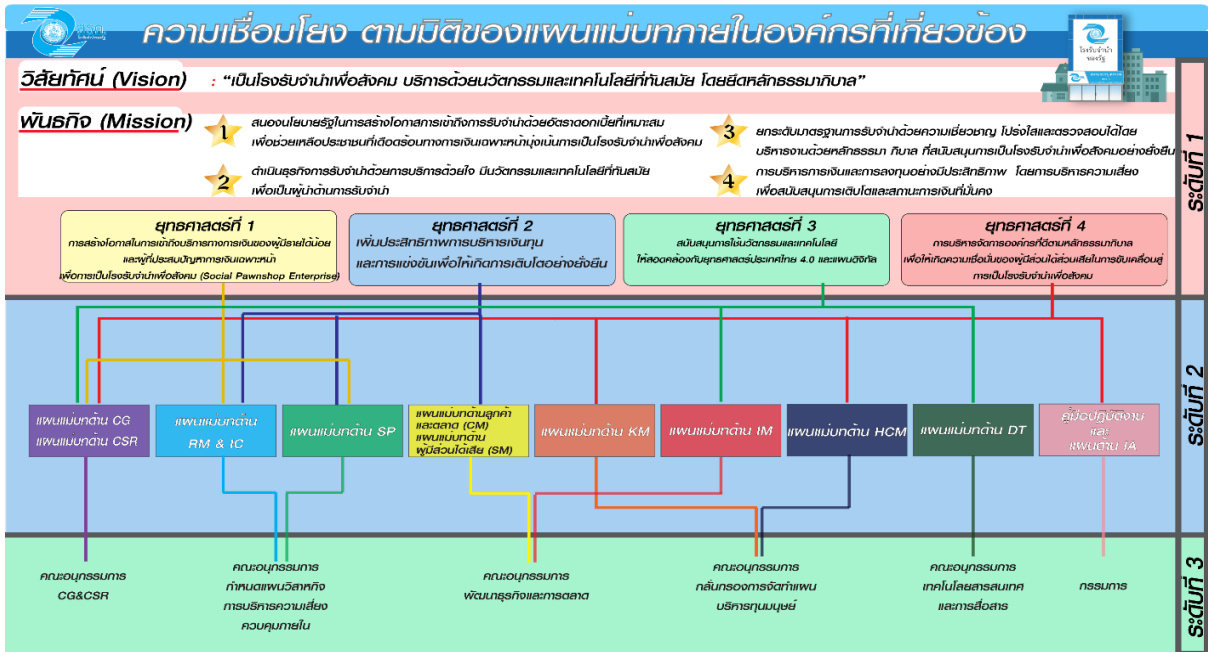 ความเชื่อมโยง ตามมิติของแผนแม่บทภายในองค์กรที่เกี่ยวข้อง
โรงรับจำนำ
ของรัฐ
วิสัยทัศน์ (Vision) : “เป็นโรงรับจำนำเพื่อสังคม บริการด้วยนวัตกรรมและเทคโนโลยีที่ทันสมัย โดยยึดหลักธรรมาภิบาล”
พันธกิจ (Mission)
1
สนองนโยบายรัฐในการสร้างโอกาสการเข้าถึงการรับจำนำด้วยอัตราดอกเบี้ยที่เหมาะสม
เพื่อช่วยเหลือประชาชนที่เดือดร้อนทางการเงินเฉพาะหน้ามุ่งเน้นการเป็นโรงรับจำนำเพื่อสังคม
2
ดำเนินธุรกิจการรับจำนำด้วยการบริการด้วยใจ มีนวัตกรรมและเทคโนโลยีที่ทันสมัย
เพื่อเป็นผู้นำด้านการรับจำนำ
3
ยกระดับมาตรฐานการรับจำนำด้วยความเชี่ยวชาญ โปร่งใสและตรวจสอบได้โดย
บริหารงานด้วยหลักธรรมา ภิบาล ที่สนับสนุนการเป็นโรงรับจำนำเพื่อสังคมอย่างยั่งยืน
4
การบริหารการเงินและการลงทุนอย่างมีประสิทธิภาพ โดยการบริหารความเสี่ยง
เพื่อสนับสนุนการเติบโตและสถานะการเงินที่มั่นคง
ระดับที่ 1
ยุทธศาสตร์ที่ 1
การสร้างโอกาสในการเข้าถึงบริการทางการเงินของผู้มีรายได้น้อย
และผู้ที่ประสบปัญหาการเงินเฉพาะหน้า
เพื่อการเป็นโรงรับจำนำเพื่อสังคม (Social Pawnshop Enterprise)
ยุทธศาสตร์ที่ 2
เพิ่มประสิทธิภาพการบริหารเงินทุน
และการแข่งขันเพื่อให้เกิดการเติบโตอย่างยั่งยืน
ยุทธศาสตร์ที่ 3
สนับสนุนการใช้นวัตกรรมและเทคโนโลยี
ให้สอดคล้องกับยุทธศาสตร์ประเทศไทย 4.0 และแผนดิจิทัล
ยุทธศาสตร์ที่ 4
การบริหารจัดการองค์กรที่ดีตามหลักธรรมาภิบาล
เพื่อให้เกิดความเชื่อมั่นของผู้มีส่วนได้ส่วนเสียในการขับเคลื่อนสู่
การเป็นโรงรับจำนำเพื่อสังคม
ระดับที่ 2
แผนแม่บทด้าน CG
แผนแม่บทด้าน CSR
แผนแม่บทด้าน
RM & IC
แผนแม่บทด้าน SP
แผนแม่บทด้านลูกค้า
และตลาด (CM)
แผนแม่บทด้าน
ผู้มีส่วนได้เสีย (SM)
แผนแม่บทด้าน KM
แผนแม่บทด้าน IM
แผนแม่บทด้าน HCM
แผนแม่บทด้าน DT
คู่มือปฏิบัติงาน
และ
แผนด้าน IA
ระดับที่ 3
คณะอนุกรรมการ
CG&CSR
คณะอนุกรรมการ
กำหนดแผนวิสาหกิจ
การบริหารความเสี่ยง
ควบคุมภายใน
คณะอนุกรรมการ
พัฒนาธุรกิจและการตลาด
คณะอนุกรรมการ
กลั่นกรองการจัดทำแผน
บริหารทุนมนุษย์
คณะอนุกรรมการ
เทคโนโลยสารสนเทศ
และการสื่อสาร
กรรมการ